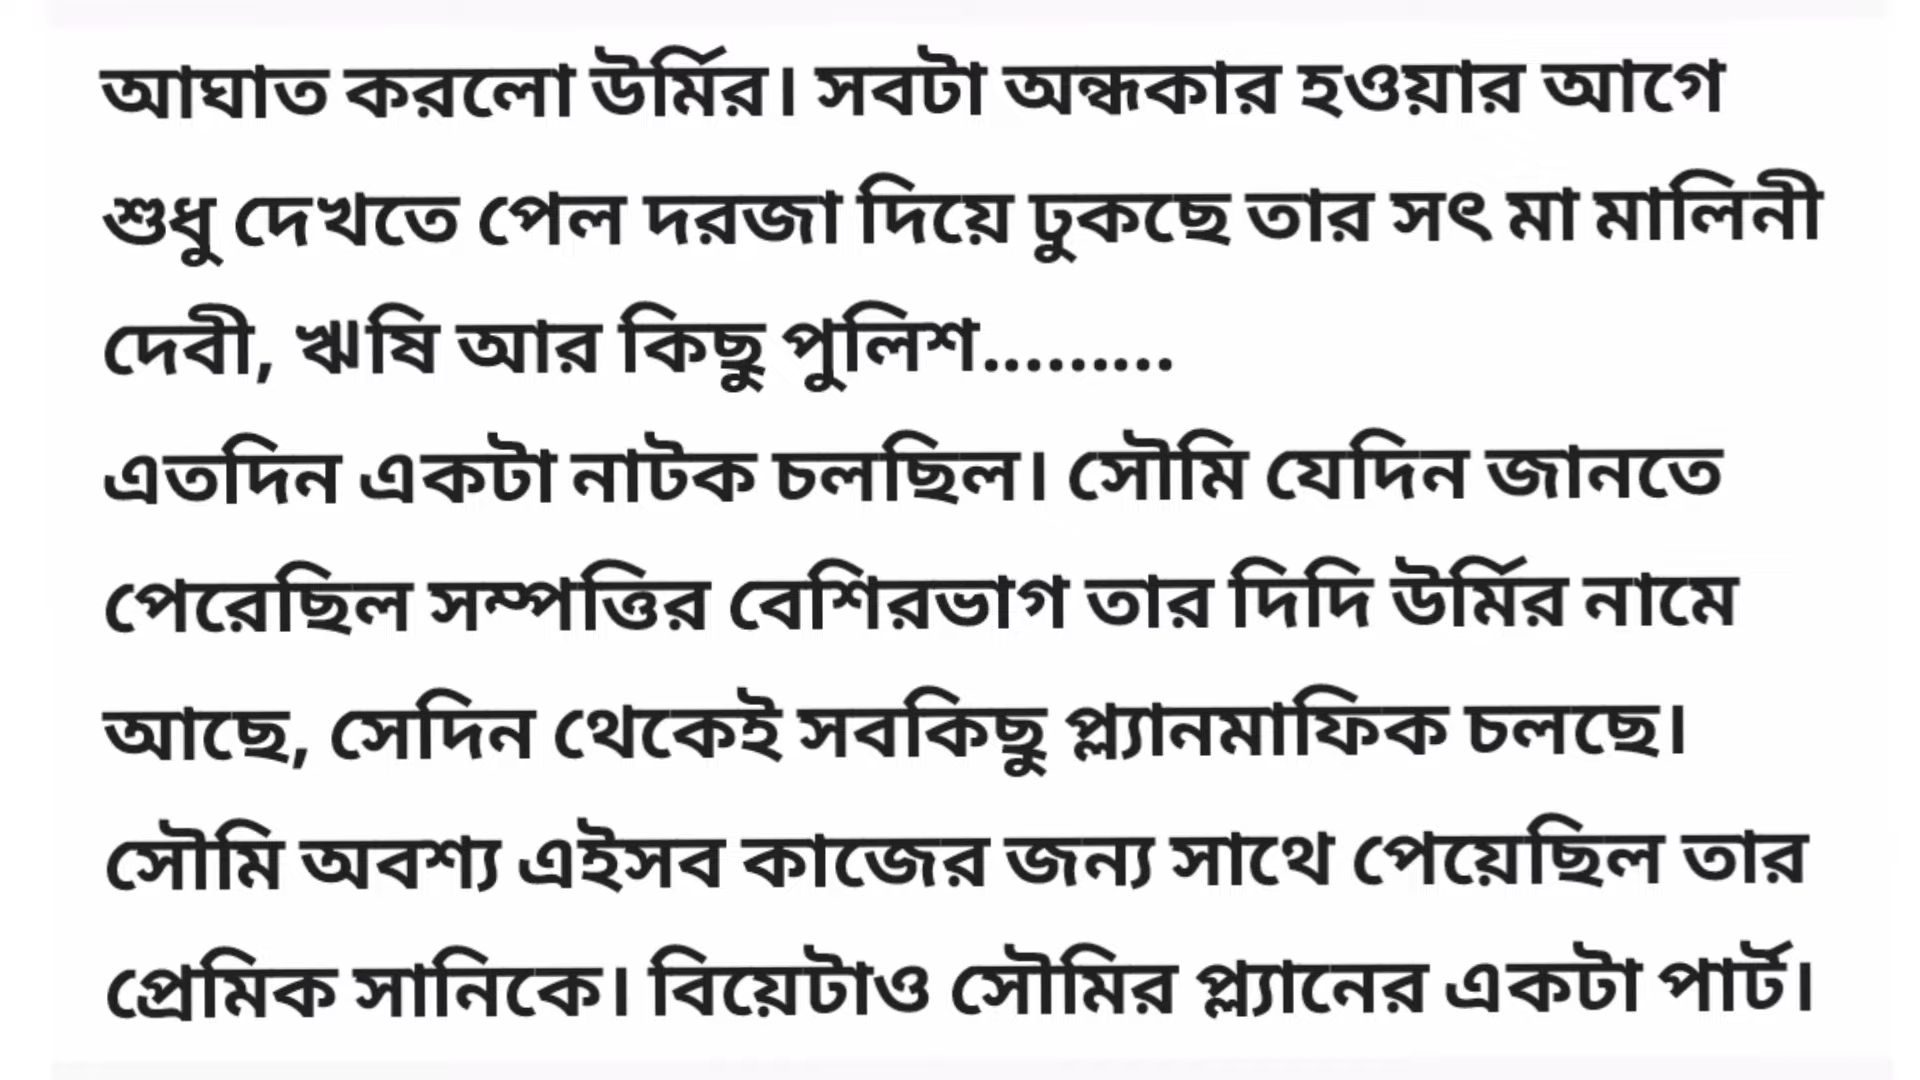 আঘাত করলো উর্মির। সবটা অন্ধকার হওয়ার আগে
শুধু দেখতে পেল দরজা দিয়ে ঢুকছে তার সৎ মা মালিনী
দেবী, ঋষি আর কিছু পুলিশ.........
এতদিন একটা নাটক চলছিল। সৌমি যেদিন জানতে
পেরেছিল সম্পত্তির বেশিরভাগ তার দিদি উর্মির নামে
আছে, সেদিন থেকেই সবকিছু প্ল্যানমাফিক চলছে।
সৌমি অবশ্য এইসব কাজের জন্য সাথে পেয়েছিল তার
প্রেমিক সানিকে। বিয়েটাও সৌমির প্ল্যানের একটা পার্ট।